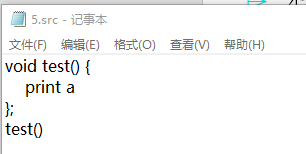 5.src - 记事本
文件(F) 编辑(E) 格式(O) 查看(V) 帮助(H)
void test() {
    print a
};
test()